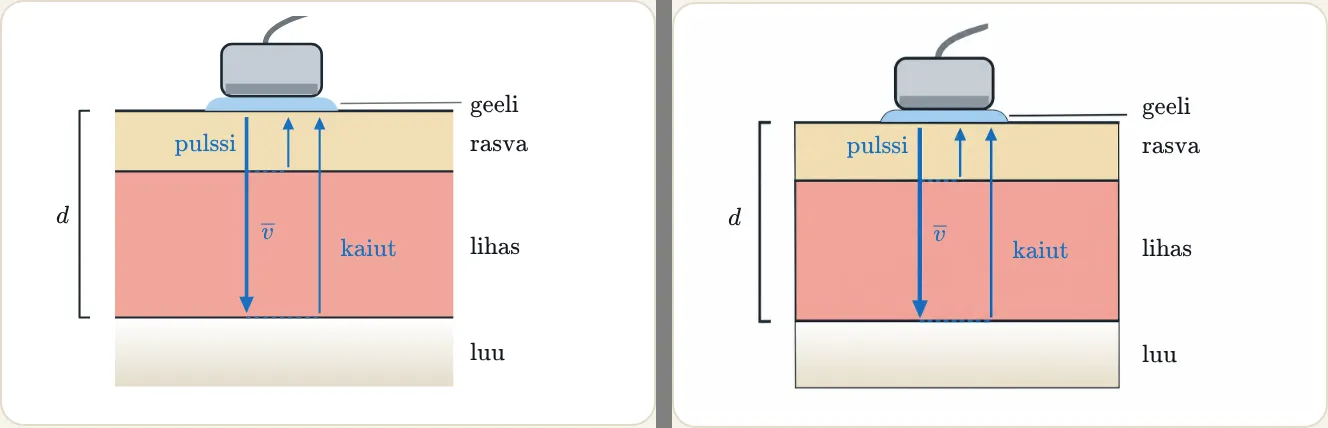 geeli
pulssi
rasva
d
v̅
kaiut
lihas
luu
geeli
pulssi
rasva
d
v̅
kaiut
lihas
luu